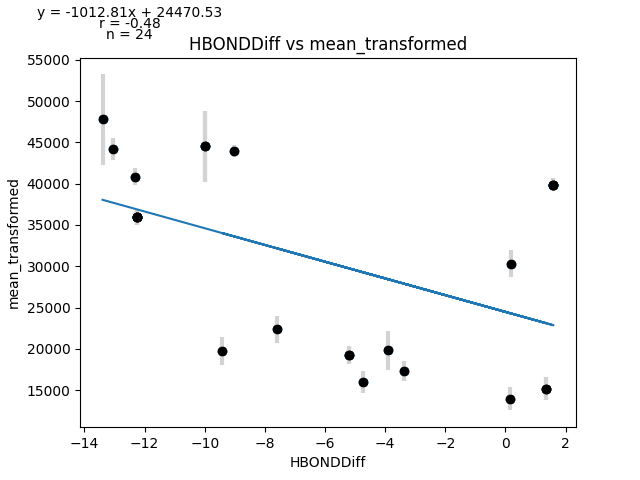 y = -1012.81x + 24470.53
r = -0.48
n = 24
HBONDDiff vs mean_transformed
55000
50000
45000
40000
35000
30000
25000
20000
15000
mean_transformed
−14 −12 −10 −8 −6 −4 −2 0 2
HBONDDiff